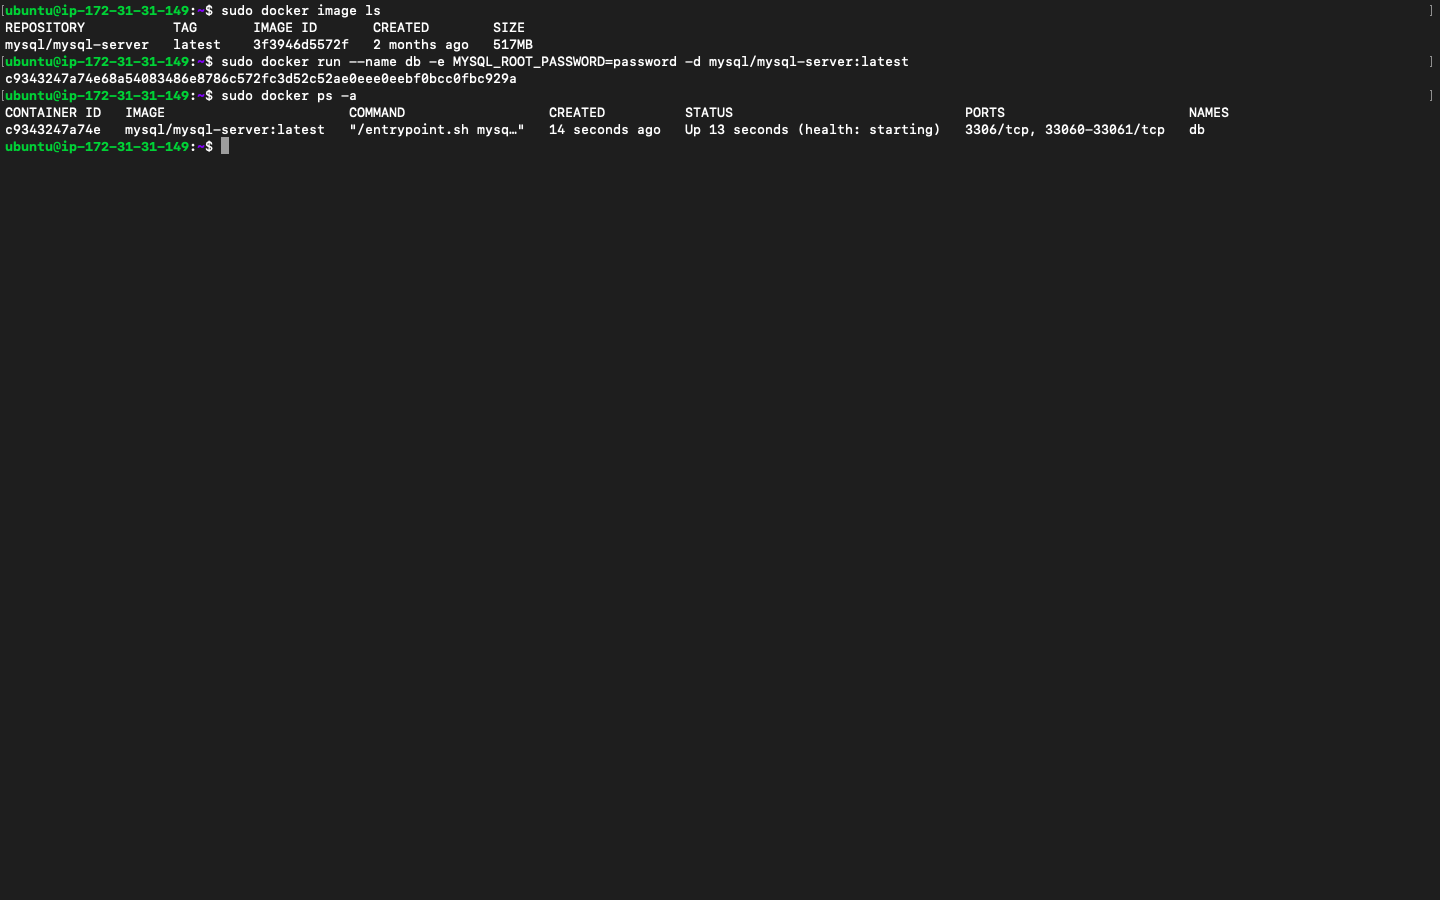 [ubuntu@ip-172-31-31-149:~$ sudo docker image ls ]
REPOSITORY TAG IMAGE ID CREATED SIZE
mysql/mysql-server latest 3f3946d5572f 2 months ago 517MB
[ubuntu@ip-172-31-31-149:~$ sudo docker run --name db -e MYSQL_ROOT_PASSWORD=password -d mysql/mysql-server:latest ]
c9343247a74e68a54083486e8786c572fc3d52c52ae0eee0eebf0bcc0fbc929a
[ubuntu@ip-172-31-31-149:~$ sudo docker ps -a ]
CONTAINER ID IMAGE COMMAND CREATED STATUS PORTS NAMES
c9343247a74e mysql/mysql-server:latest "/entrypoint.sh mysq…" 14 seconds ago Up 13 seconds (health: starting) 3306/tcp, 33060-33061/tcp db
ubuntu@ip-172-31-31-149:~$